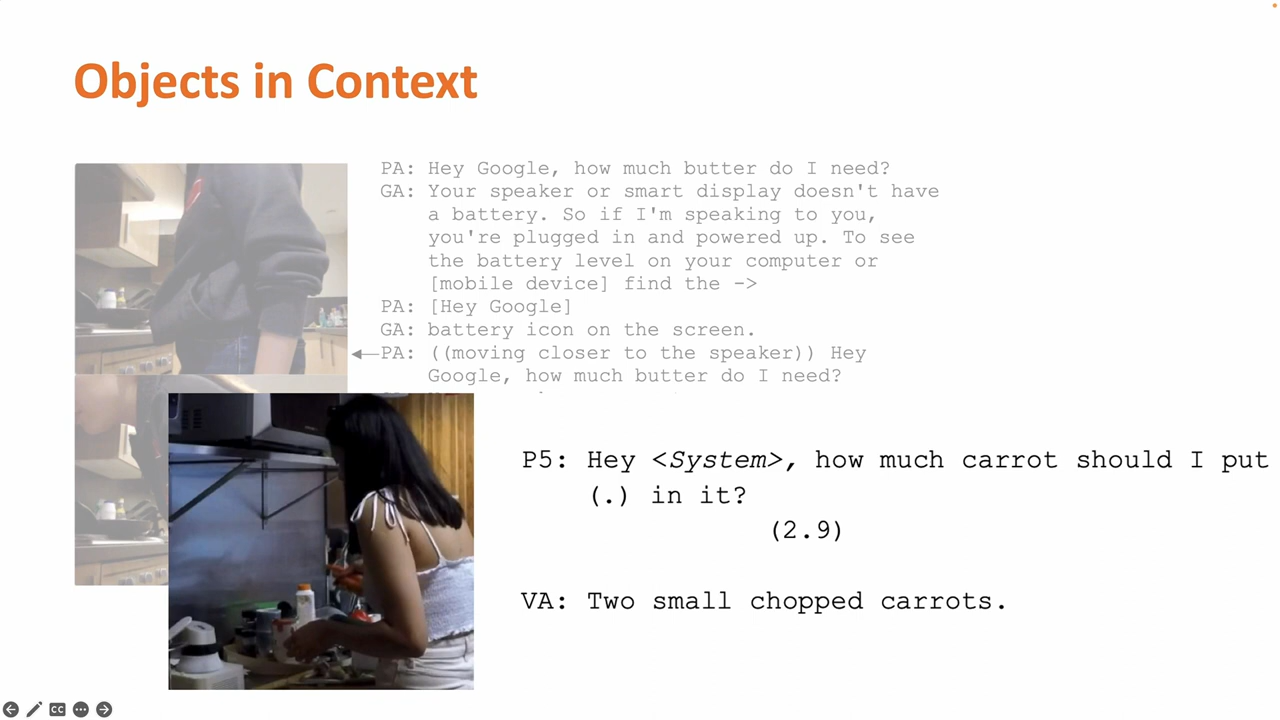 Objects in Context
PA: Hey Google, how much butter do I need?
GA: Your speaker or smart display doesn't have
a battery. So if I'm speaking to you,
you're plugged in and powered up. To see
the battery level on your computer or
[mobile device] find the ->
PA: [Hey Google]
GA: battery icon on the screen.
PA: ((moving closer to the speaker)) Hey
Google, how much butter do I need?
P5: Hey <System>, how much carrot should I put
(.) in it?
(2.9)
VA: Two small chopped carrots.
CC